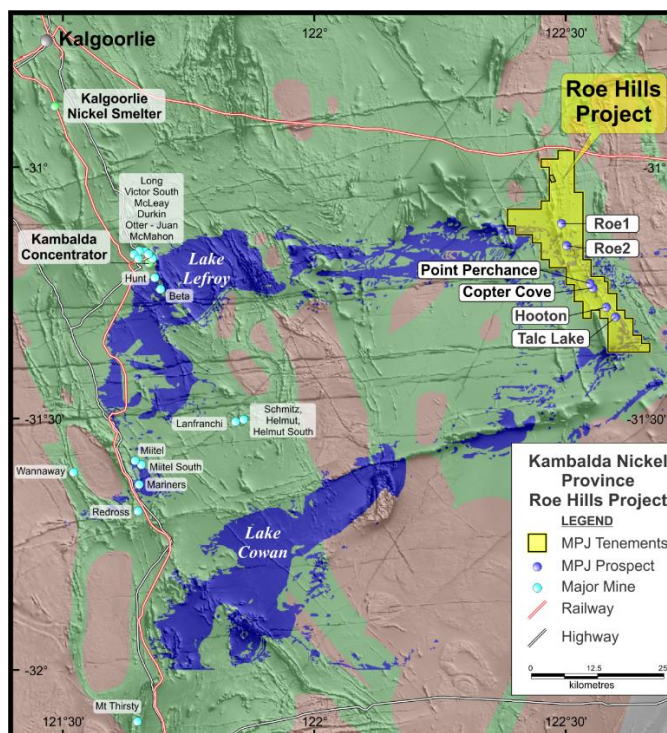 122°
122°30'
Kalgoorlie
Kalgoorlie
Nickel Smelter
Roe Hills
Project
-31°
-31°
Long
Victor South
McLeay
Durkin
Otter - Juan
McMahon
Kambalda
Concentrator
Lake
Lefroy
Hunt
Beta
Roe1
Roe2
Point Perchance
Copter Cove
Hooton
Talc Lake
-31°30'
-31°30'
Lanfranchi
Schmitz,
Helmut,
Helmut South
Miitel
Miitel South
Wannaway
Mariners
Redross
Lake
Cowan
Kambalda Nickel
Province
Roe Hills Project
LEGEND
MPJ Tenements
MPJ Prospect
Major Mine
Railway
Highway
0 12.5 25
kilometres
-32°
Mt Thirsty
121°30'
122°
122°30'